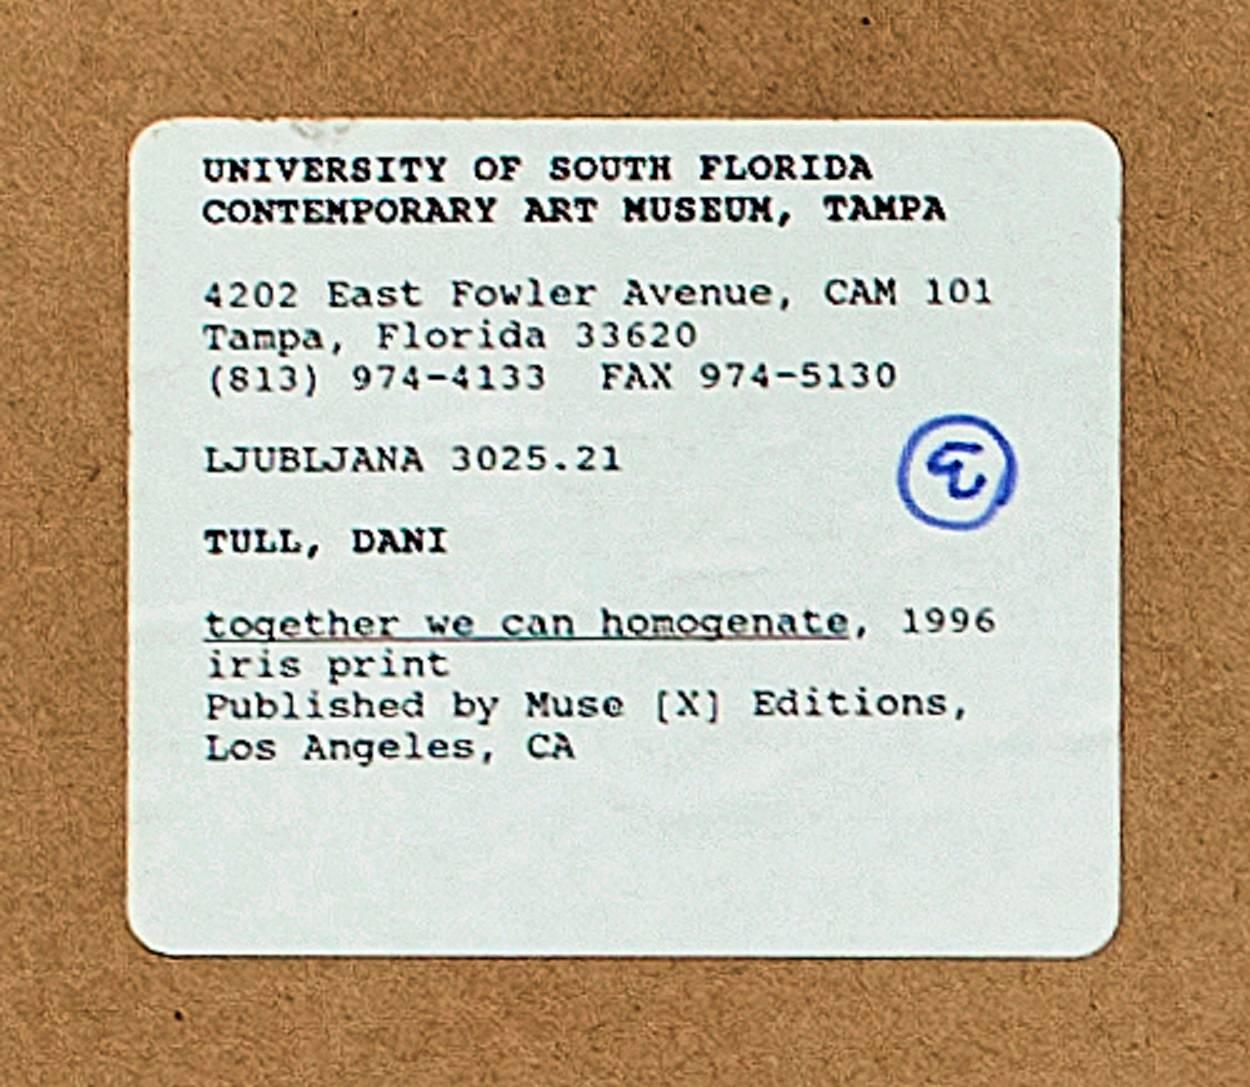 UNIVERSITY OF SOUTH FLORIDA
CONTEMPORARY ART MUSEUM, TAMPA
4202 East Fowler Avenue, CAM 101
Tampa, Florida 33620
(813) 974-4133 FAX 974-5130
LJUBLJANA 3025.21
TULL, DANI
together we can homogenate, 1996
iris print
Published by Muse [X] Editions,
Los Angeles, CA